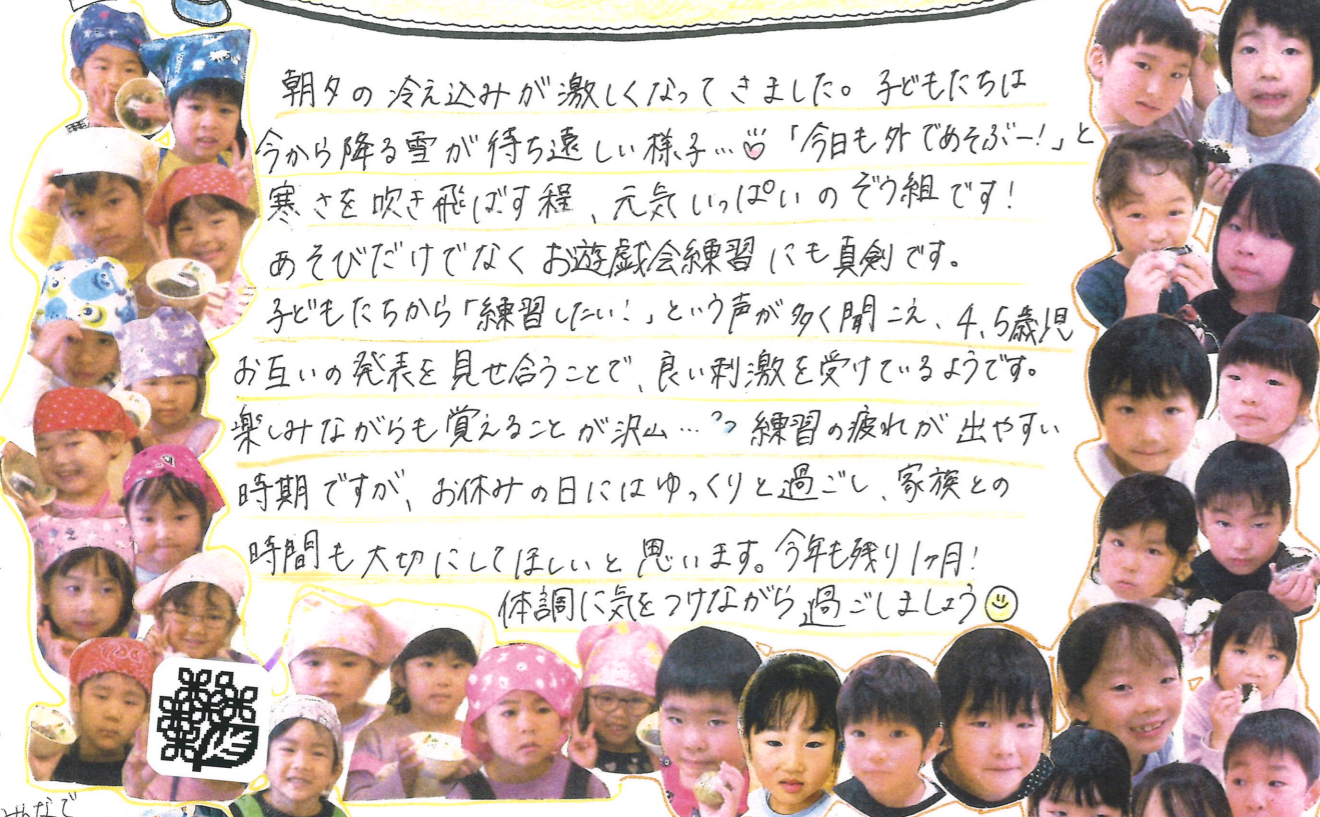 朝夕の冷え込みが激しくなってきました。子どもたちは
今から降る雪が待ち遠しい様子…「今日も外であそぶー!」と
寒さを吹き飛ばす程、元気いっぱいのぞう組です!
あそびだけでなくお遊戯会練習にも真剣です。
子どもたちから「練習したい!」という声が多く聞こえ、4、5歳児
お互いの発表を見せ合うことで、良い刺激を受けているようです。
楽しみながらも覚えることが沢山…練習の疲れが出やすい
時期ですが、お休みの日にはゆっくりと過ごし、家族との
時間も大切にしてほしいと思います。今年も残り1ヶ月!
体調に気をつけながら過ごしましょう
みんなで